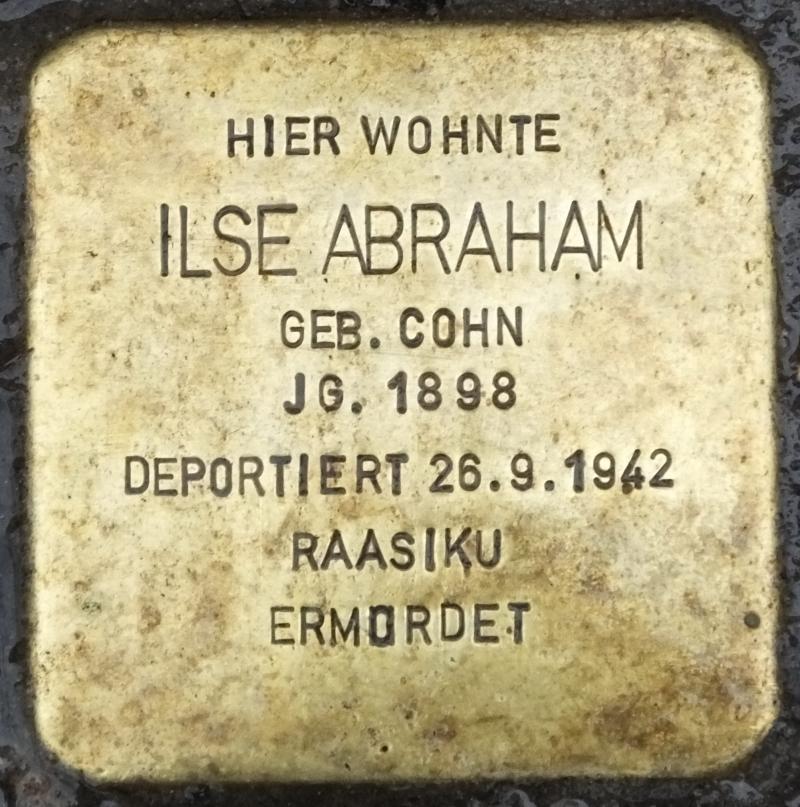 HIER WOHNTE
ILSE ABRAHAM
GEB. COHN
JG. 1898
DEPORTIERT 26.9.1942
RAASIKU
ERMORDET